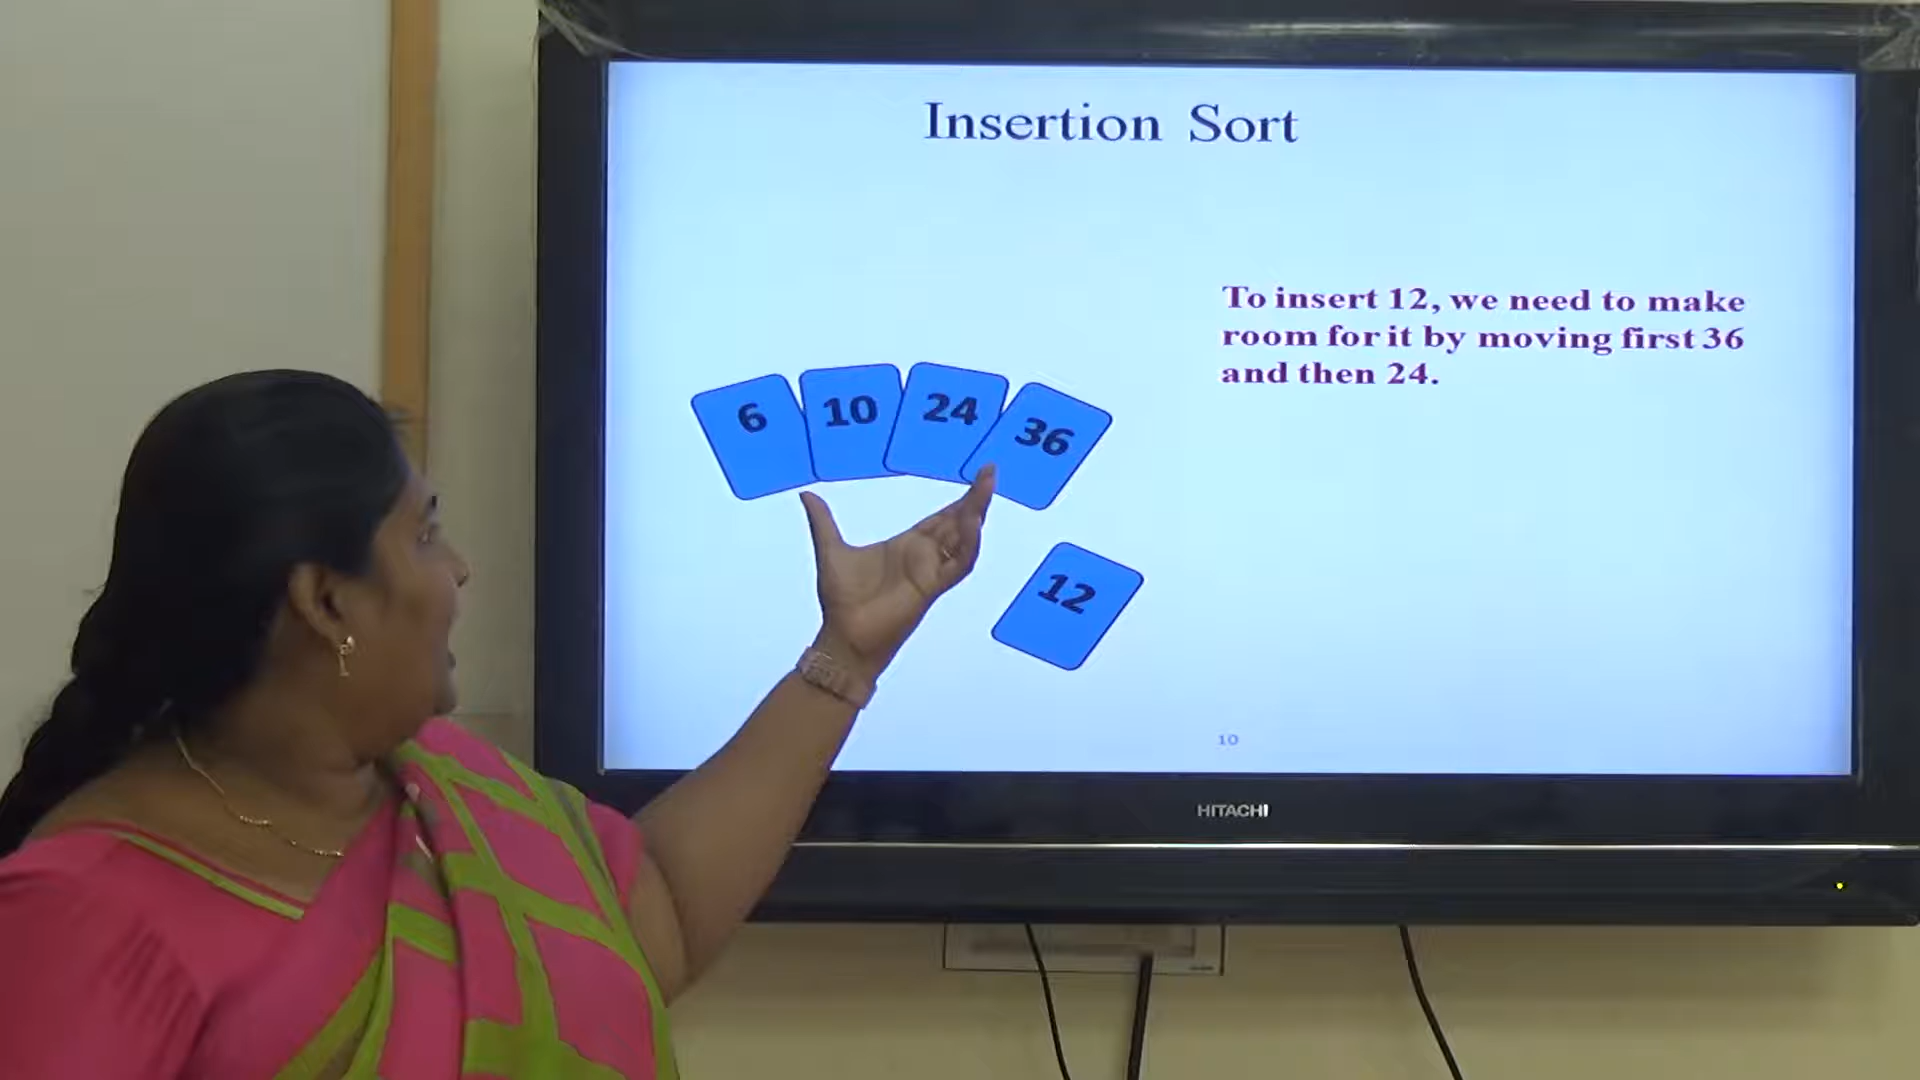 Insertion Sort
To insert 12, we need to make
room for it by moving first 36
and then 24.
6
10
24
36
12
10
HITACHI